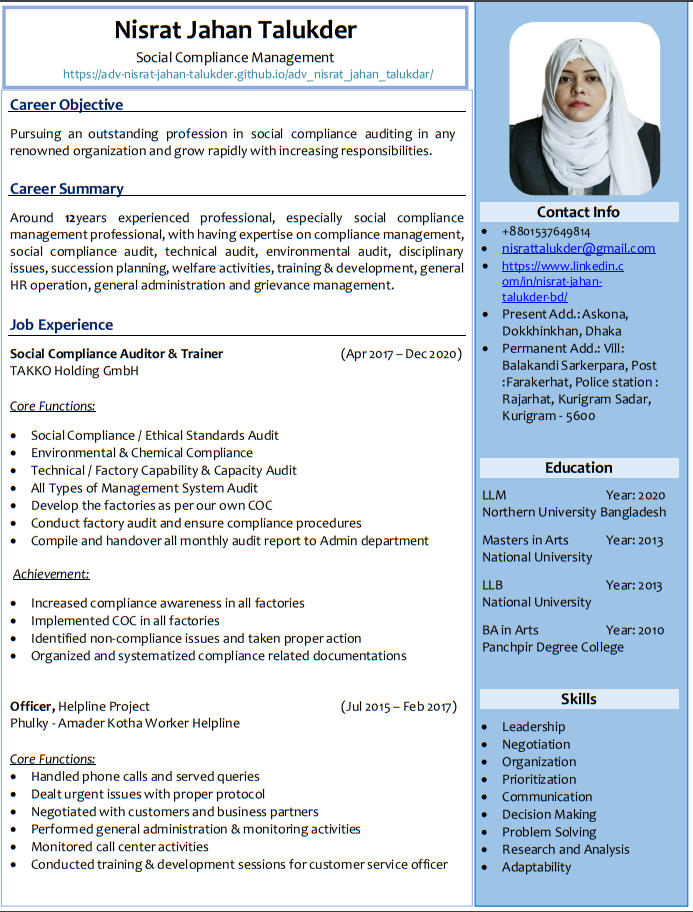 Nisrat Jahan Talukder
Social Compliance Management
https://adv-nisrat-jahan-talukder.github.io/adv_nisrat_jahan_talukdar/
Career Objective
Pursuing an outstanding profession in social compliance auditing in any
renowned organization and grow rapidly with increasing responsibilities.
Career Summary
Around 12years experienced professional, especially social compliance
management professional, with having expertise on compliance management,
social compliance audit, technical audit, environmental audit, disciplinary
issues, succession planning, welfare activities, training & development, general
HR operation, general administration and grievance management.
Job Experience
Social Compliance Auditor & Trainer (Apr 2017 – Dec 2020)
TAKKO Holding GmbH
Core Functions:
• Social Compliance / Ethical Standards Audit
• Environmental & Chemical Compliance
• Technical / Factory Capability & Capacity Audit
• All Types of Management System Audit
• Develop the factories as per our own COC
• Conduct factory audit and ensure compliance procedures
• Compile and handover all monthly audit report to Admin department
Achievement:
• Increased compliance awareness in all factories
• Implemented COC in all factories
• Identified non-compliance issues and taken proper action
• Organized and systematized compliance related documentations
Officer, Helpline Project (Jul 2015 – Feb 2017)
Phulky - Amader Kotha Worker Helpline
Core Functions:
• Handled phone calls and served queries
• Dealt urgent issues with proper protocol
• Negotiated with customers and business partners
• Performed general administration & monitoring activities
• Monitored call center activities
• Conducted training & development sessions for customer service officer
Contact Info
• +8801537649814
• nisrattalukder@gmail.com
• https://www.linkedin.c
om/in/nisrat-jahan-
talukder-bd/
• Present Add.: Askona,
Dokkhinkhan, Dhaka
• Permanent Add.: Vill:
Balakandi Sarkerpara, Post
:Farakerhat, Police station :
Rajarhat, Kurigram Sadar,
Kurigram - 5600
Education
LLM Year: 2020
Northern University Bangladesh
Masters in Arts Year: 2013
National University
LLB Year: 2013
National University
BA in Arts Year: 2010
Panchpir Degree College
Skills
• Leadership
• Negotiation
• Organization
• Prioritization
• Communication
• Decision Making
• Problem Solving
• Research and Analysis
• Adaptability